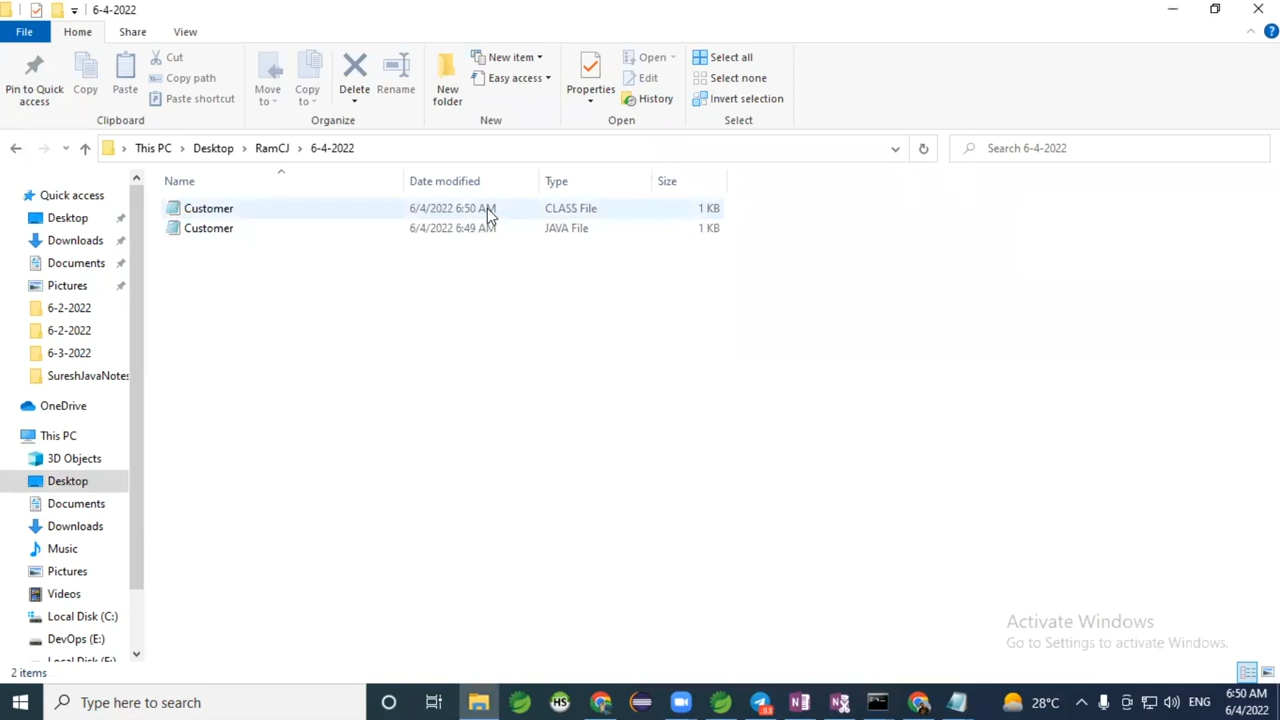 6-4-2022
File Home Share View
Pin to Quick access
Copy
Paste
Cut
Copy path
Paste shortcut
Clipboard
Move to
Copy to
Delete
Rename
Organize
New folder
New item
Easy access
New
Properties
Open
Edit
History
Open
Select all
Select none
Invert selection
Select
This PC > Desktop > RamCJ > 6-4-2022
Search 6-4-2022
Name Date modified Type Size
Customer 6/4/2022 6:50 AM CLASS File 1 KB
Customer 6/4/2022 6:49 AM JAVA File 1 KB
Quick access
Desktop
Downloads
Documents
Pictures
6-2-2022
6-2-2022
6-3-2022
SureshJavaNotes
OneDrive
This PC
3D Objects
Desktop
Documents
Downloads
Music
Pictures
Videos
Local Disk (C:)
DevOps (E:)
Local Disk (F:)
Activate Windows
Go to Settings to activate Windows.
2 items
Type here to search
HS
93
28°C
ENG
6:50 AM
6/4/2022